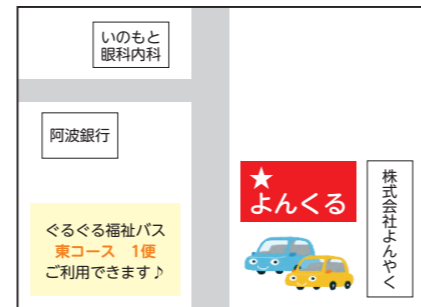 いのもと
眼科内科
阿波銀行
ぐるぐる福祉バス
東コース 1便
ご利用できます♪
★
よんくる
株式会社よんやく